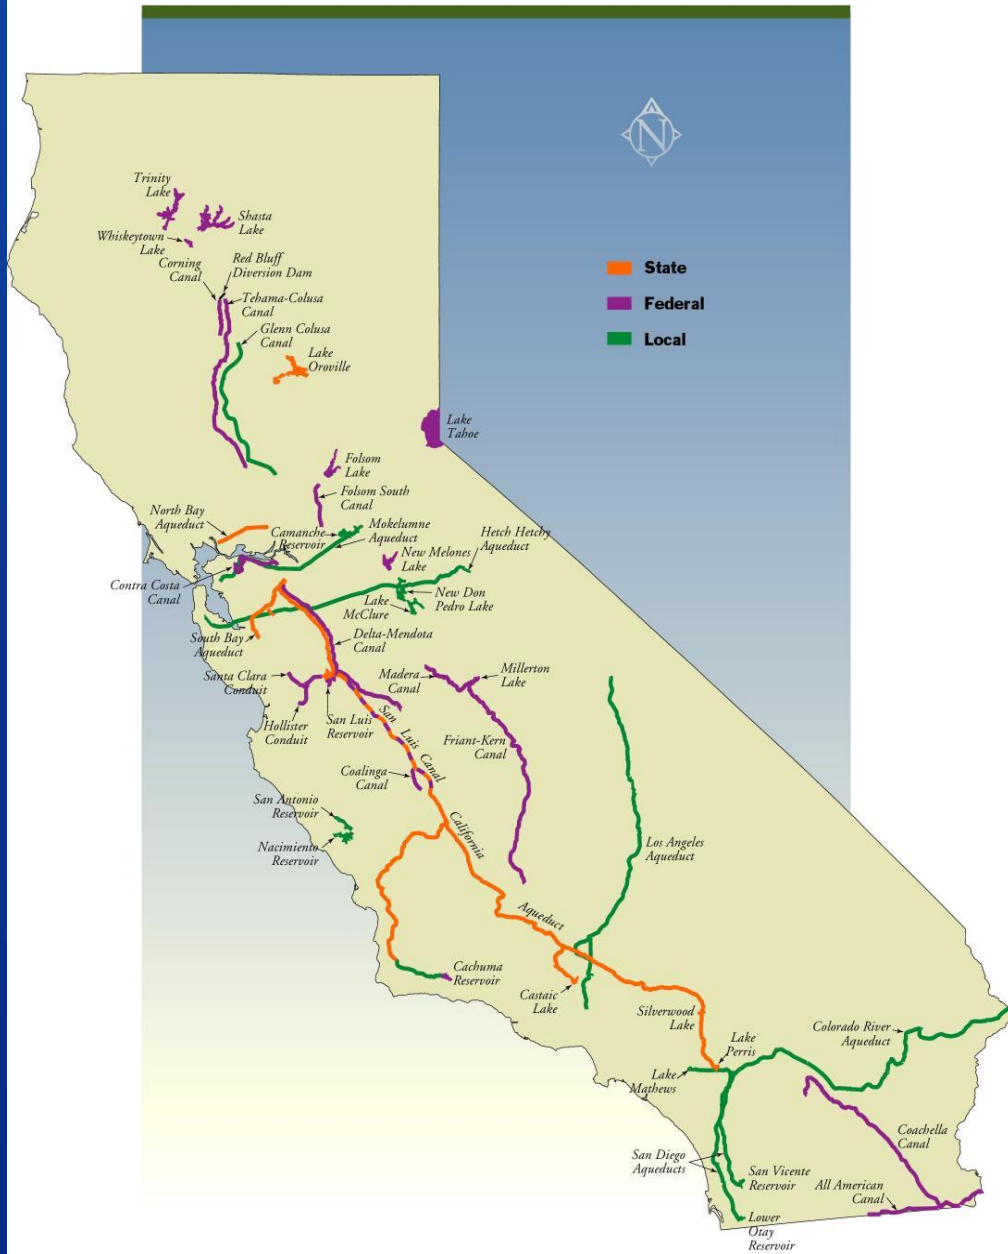 N
Trinity
Lake
Shasta
Lake
Whiskeytown
Lake
Corning
Canal
Red Bluff
Diversion Dam
Tehama-Colusa
Canal
Glenn Colusa
Canal
Lake
Oroville
State
Federal
Local
Lake
Tahoe
Folsom
Lake
Folsom South
Canal
North Bay
Aqueduct
Camanche
Reservoir
Mokelumne
Aqueduct
Hetch Hetchy
Aqueduct
New Melones
Lake
Contra Costa
Canal
New Don
Pedro Lake
Lake
McClure
South Bay
Aqueduct
Delta-Mendota
Canal
Santa Clara
Conduit
Madera
Canal
Millerton
Lake
Hollister
Conduit
San Luis
Reservoir
San Luis Canal
Friant-Kern
Canal
Coalinga
Canal
San Antonio
Reservoir
Nacimiento
Reservoir
California Aqueduct
Los Angeles
Aqueduct
Cachuma
Reservoir
Castaic
Lake
Silverwood
Lake
Lake
Perris
Colorado River
Aqueduct
Lake
Mathews
Coachella
Canal
San Diego
Aqueducts
San Vicente
Reservoir
All American
Canal
Lower
Otay
Reservoir